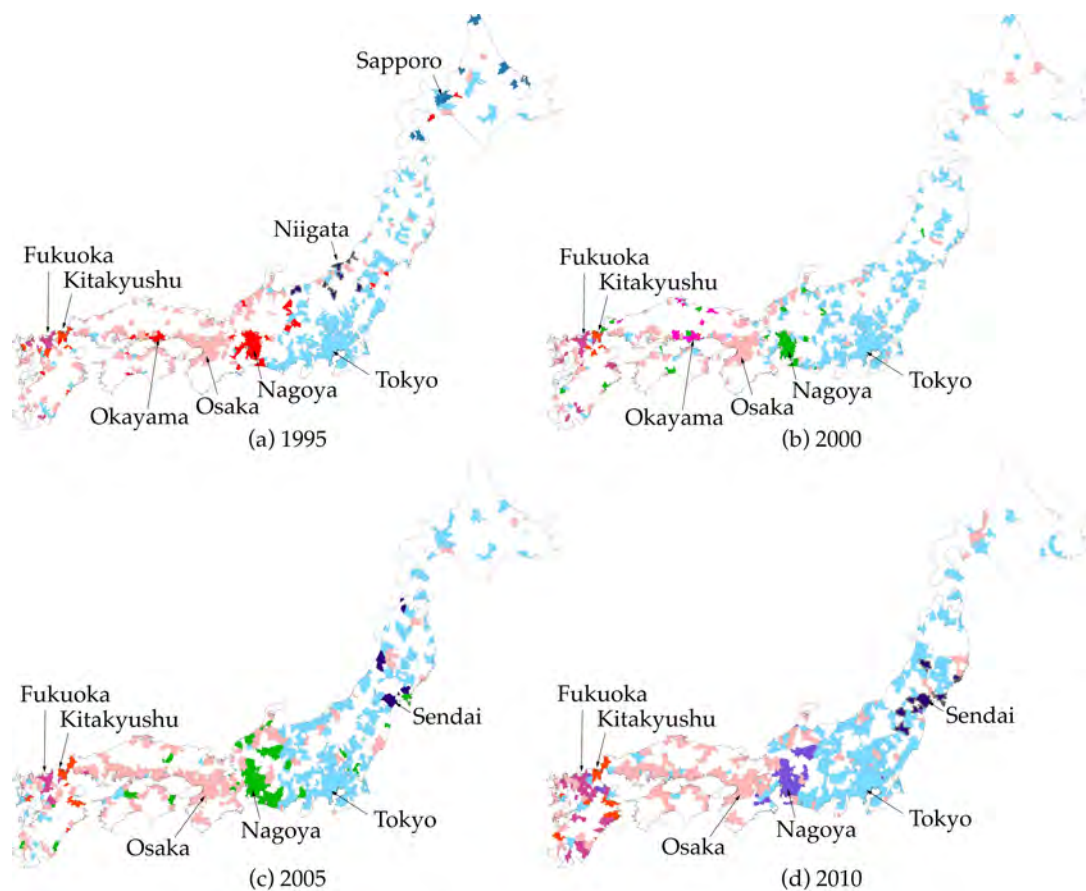 Sapporo
Niigata
Fukuoka
Kitakyushu
Okayama
Osaka
Nagoya
Tokyo
(a) 1995
Fukuoka
Kitakyushu
Okayama
Osaka
Nagoya
Tokyo
(b) 2000
Fukuoka
Kitakyushu
Sendai
Osaka
Nagoya
Tokyo
(c) 2005
Fukuoka
Kitakyushu
Sendai
Osaka
Nagoya
Tokyo
(d) 2010